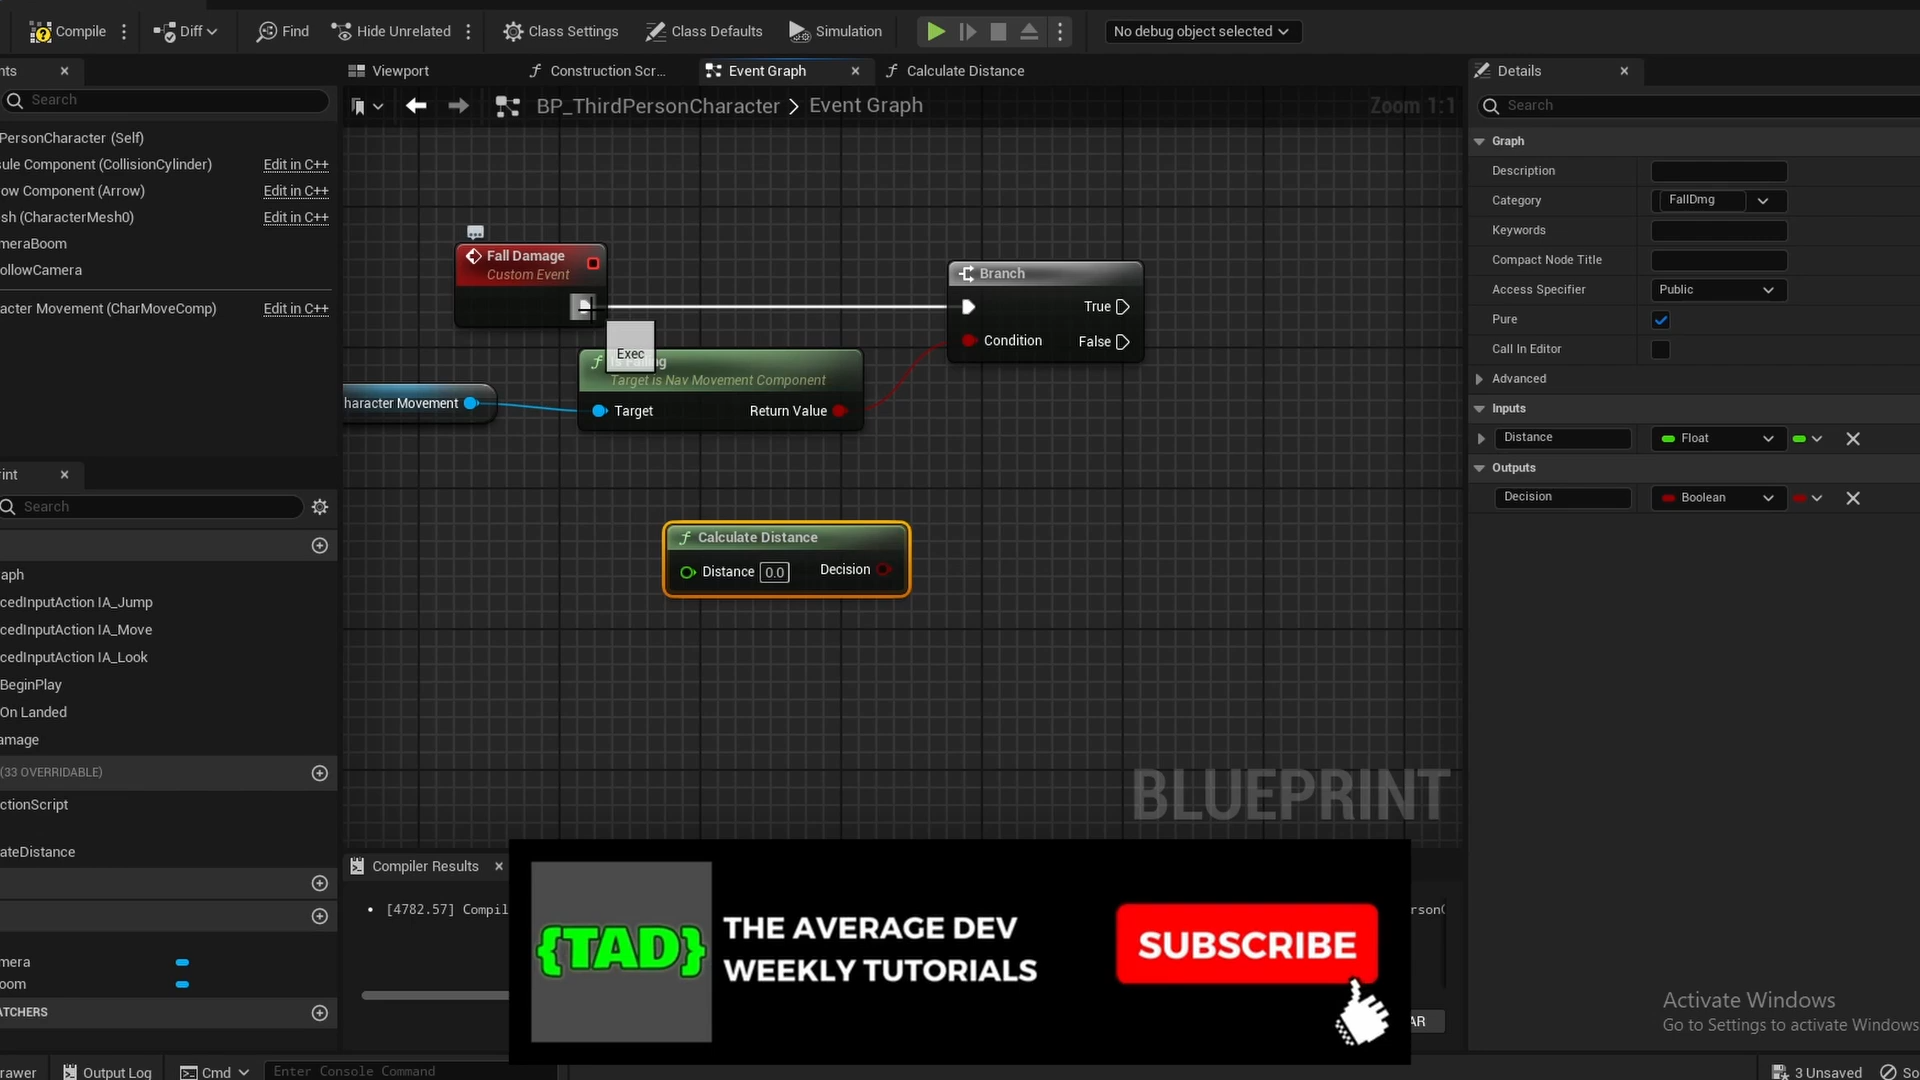 Compile
Diff
Find
Hide Unrelated
Class Settings
Class Defaults
Simulation
No debug object selected
nts
Viewport
Construction Scr...
Event Graph
Calculate Distance
Details
Search
BP_ThirdPersonCharacter > Event Graph
Zoom 1:1
Search
PersonCharacter (Self)
sule Component (CollisionCylinder) Edit in C++
ow Component (Arrow) Edit in C++
sh (CharacterMesh0) Edit in C++
meraBoom
ollowCamera
acter Movement (CharMoveComp) Edit in C++
Graph
Description
Category FallDmg
Keywords
Compact Node Title
Access Specifier Public
Pure
Call In Editor
Advanced
Inputs
Distance Float
Outputs
Decision Boolean
Fall Damage
Custom Event
Exec
Branch
True
Condition False
Target is Nav Movement Component
Target Return Value
haracter Movement
Calculate Distance
Distance 0.0 Decision
BLUEPRINT
rint
Search
aph
cedInputAction IA_Jump
cedInputAction IA_Move
cedInputAction IA_Look
BeginPlay
On Landed
amage
(33 OVERRIDABLE)
ctionScript
ateDistance
mera
oom
ATCHERS
Compiler Results
[4782.57] Compil
rson
{TAD}
THE AVERAGE DEV
WEEKLY TUTORIALS
SUBSCRIBE
AR
Activate Windows
Go to Settings to activate Windows
rawer
Output Log
Cmd
Enter Console Command
3 Unsaved
So